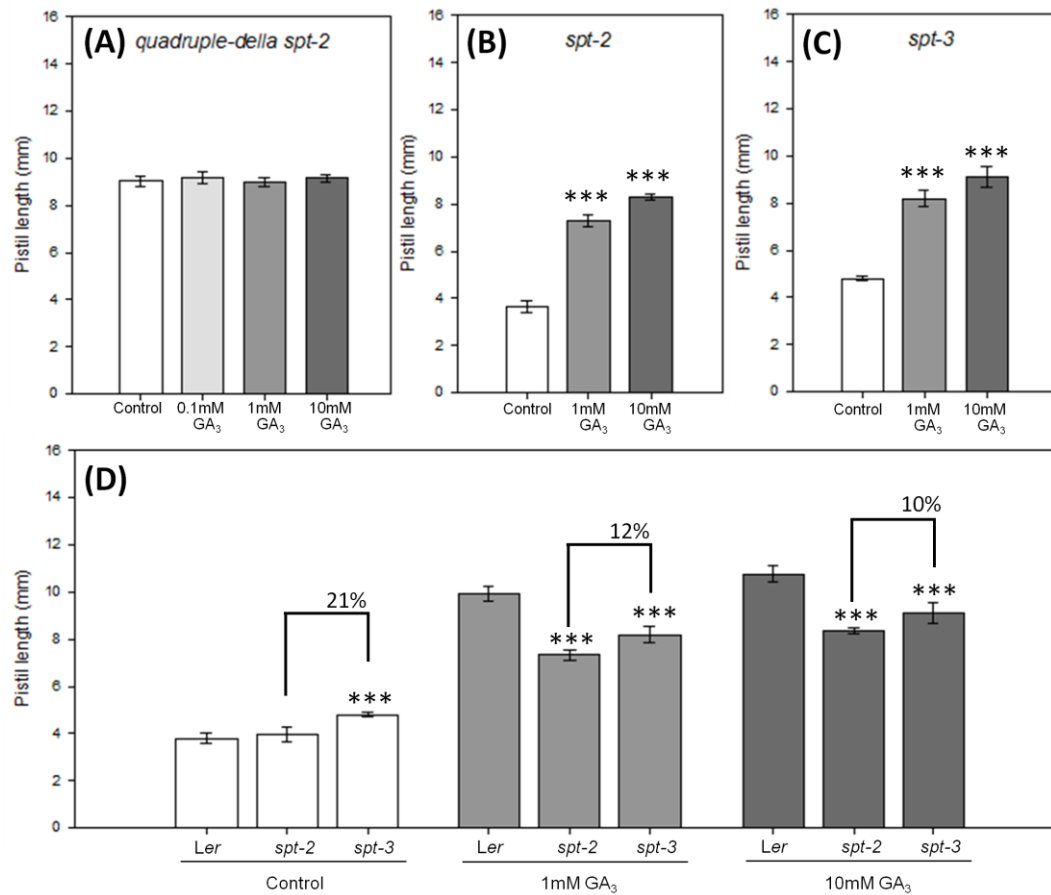 (A) quadruple-della spt-2
Pistil length (mm)
16
14
12
10
8
6
4
2
0
Control
0.1mM GA₃
1mM GA₃
10mM GA₃
(B) spt-2
Pistil length (mm)
16
14
12
10
8
6
4
2
0
***
***
Control
1mM GA₃
10mM GA₃
(C) spt-3
Pistil length (mm)
16
14
12
10
8
6
4
2
0
***
***
Control
1mM GA₃
10mM GA₃
(D)
Pistil length (mm)
16
14
12
10
8
6
4
2
0
21%
***
12%
***
***
10%
***
***
Ler spt-2 spt-3 Ler spt-2 spt-3 Ler spt-2 spt-3
Control 1mM GA₃ 10mM GA₃